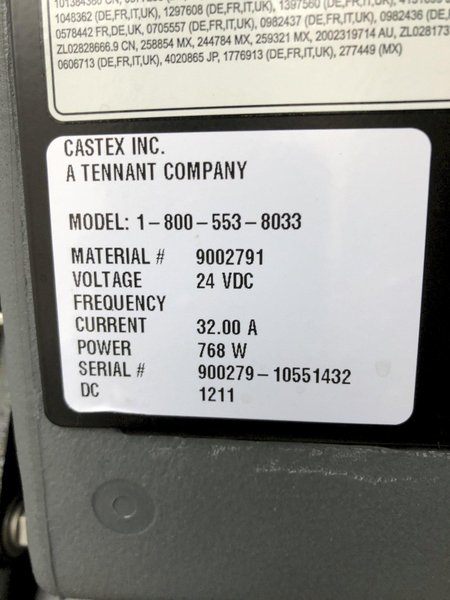 1048362 (DE,FR,IT,UK), 1297608 (DE,FR,IT,UK), 1397560 (DE,FR,IT,UK),
0578442 FR,DE,UK, 0705557 (DE,FR,IT,UK), 0982437 (DE,FR,IT,UK), 0982436 (DE,
ZL02828666.9 CN, 258854 MX, 244784 MX, 259321 MX, 2002319714 AU,
0606713 (DE,FR,IT,UK), 4020865 JP, 1776913 (DE,FR,IT,UK), 277449 (MX)
CASTEX INC.
A TENNANT COMPANY
MODEL: 1-800-553-8033
MATERIAL # 9002791
VOLTAGE 24 VDC
FREQUENCY
CURRENT 32.00 A
POWER 768 W
SERIAL # 900279-10551432
DC 1211